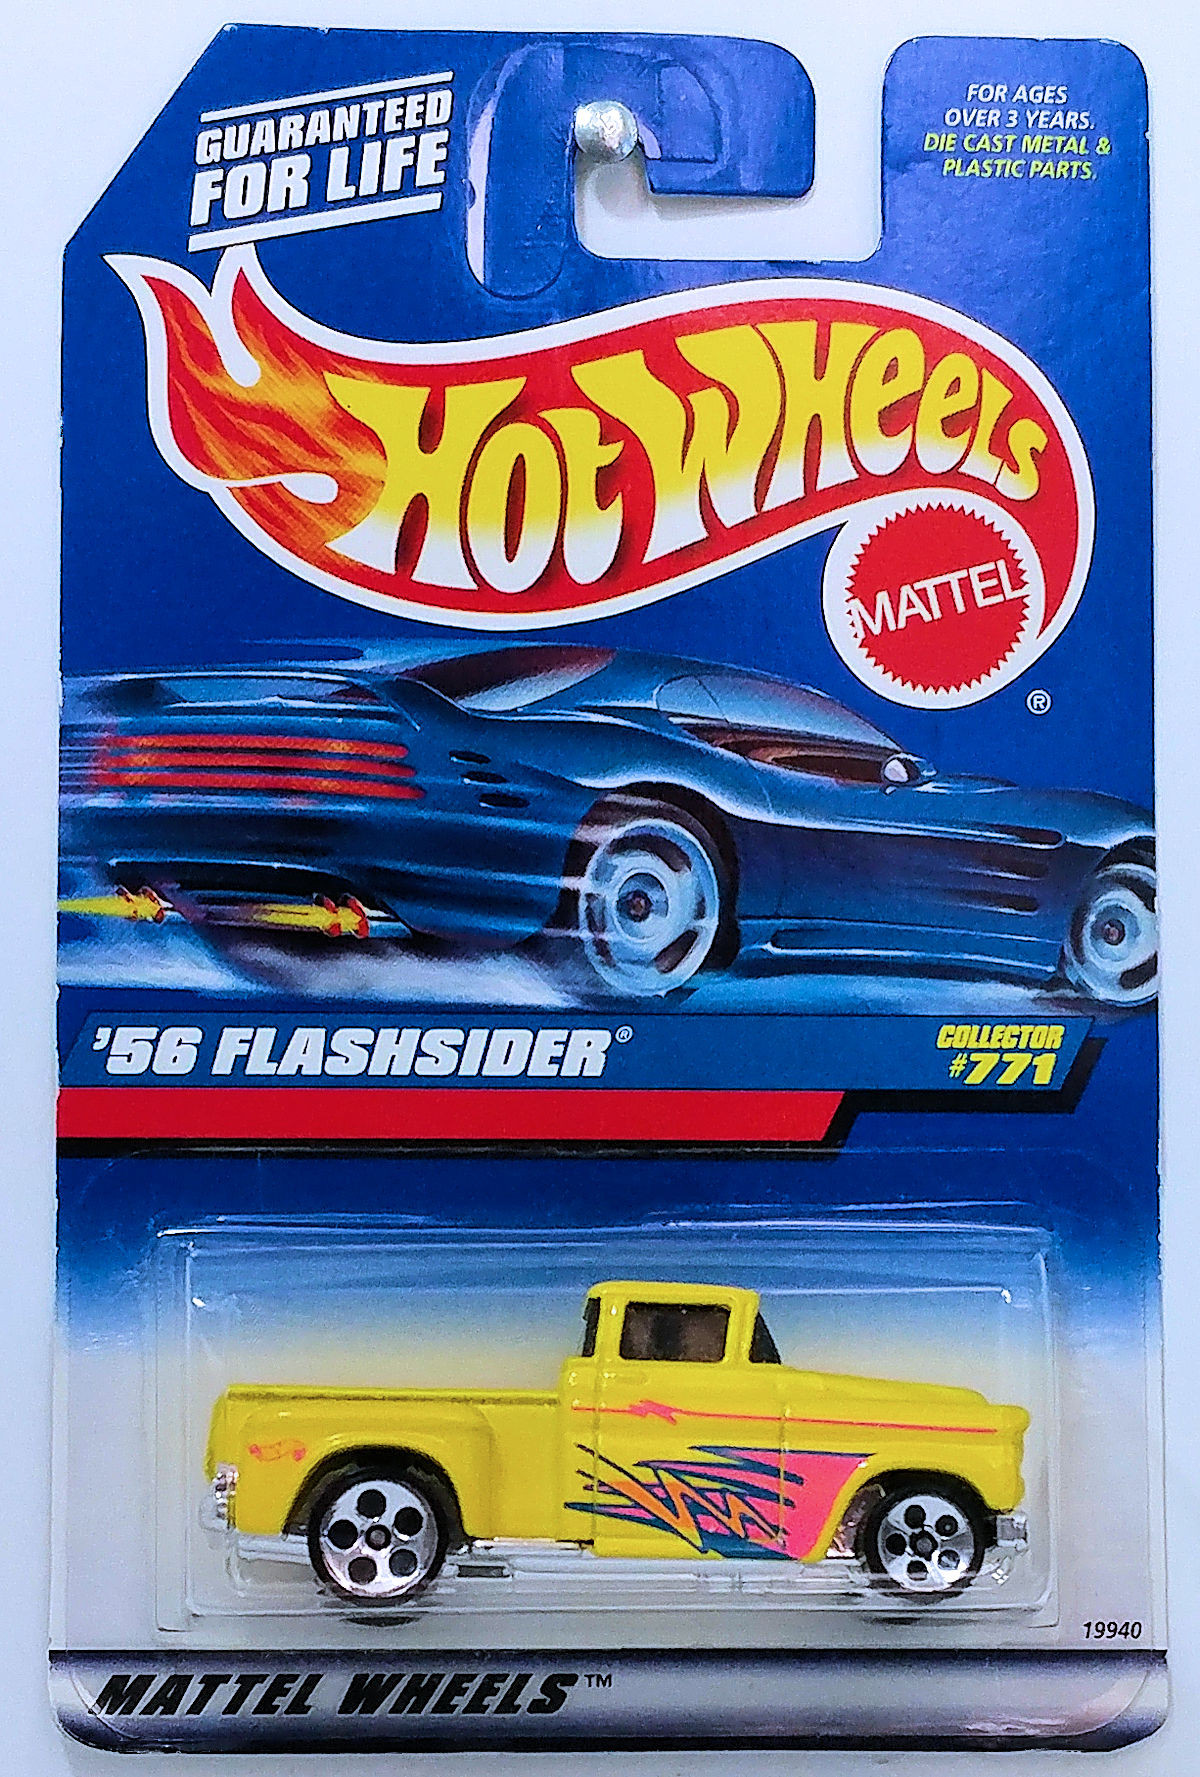 GUARANTEED
FOR LIFE
FOR AGES
OVER 3 YEARS.
DIE CAST METAL &
PLASTIC PARTS.
Hot Wheels
MATTEL
®
'56 FLASHSIDER®
COLLECTOR
#771
19940
MATTEL WHEELS™